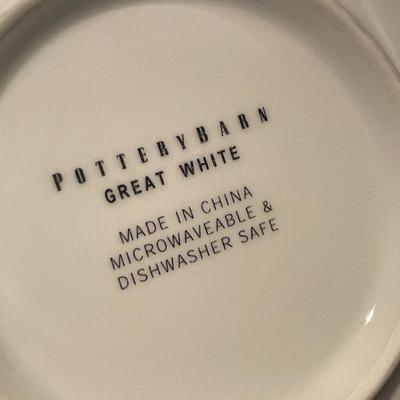 POTTERYBARN
GREAT WHITE
MADE IN CHINA
MICROWAVEABLE &
DISHWASHER SAFE